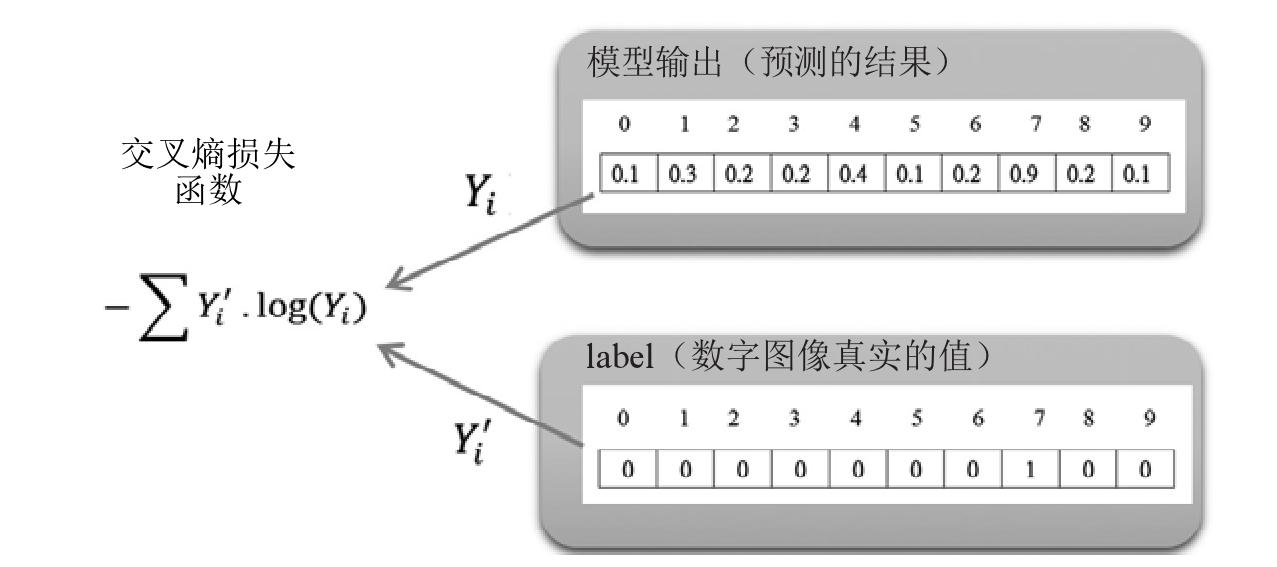 模型输出（预测的结果）
0 1 2 3 4 5 6 7 8 9
0.1 0.3 0.2 0.2 0.4 0.1 0.2 0.9 0.2 0.1
交叉熵损失
函数
Y_i
− ∑ Y_i′ . log(Y_i)
label（数字图像真实的值）
0 1 2 3 4 5 6 7 8 9
0 0 0 0 0 0 0 1 0 0
Y_i′